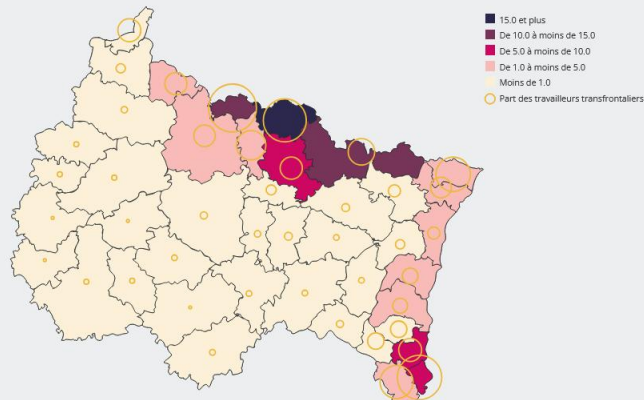 15.0 et plus
De 10.0 à moins de 15.0
De 5.0 à moins de 10.0
De 1.0 à moins de 5.0
Moins de 1.0
Part des travailleurs transfrontaliers